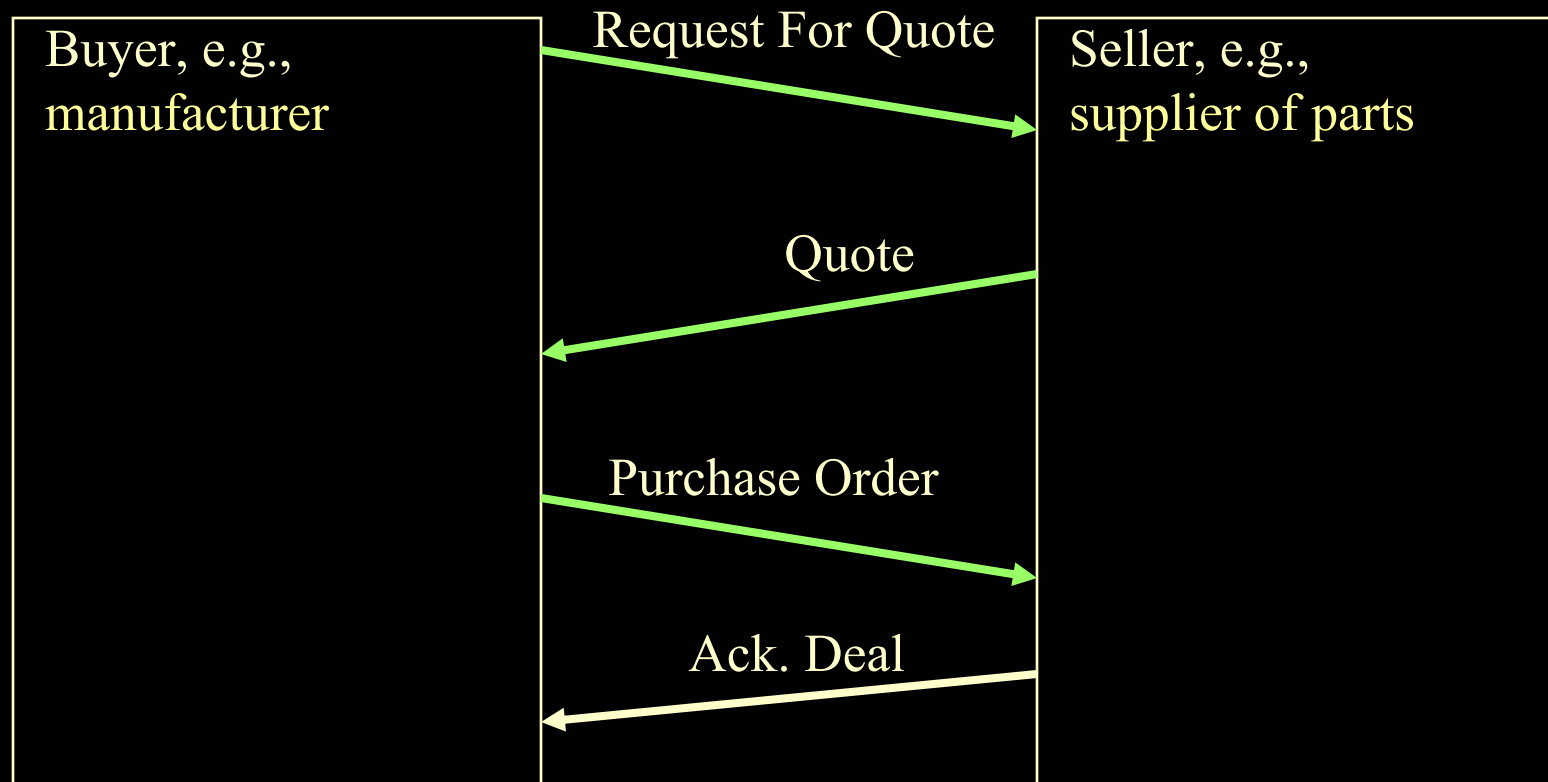 Buyer, e.g.,
manufacturer
Request For Quote
Seller, e.g.,
supplier of parts
Quote
Purchase Order
Ack. Deal